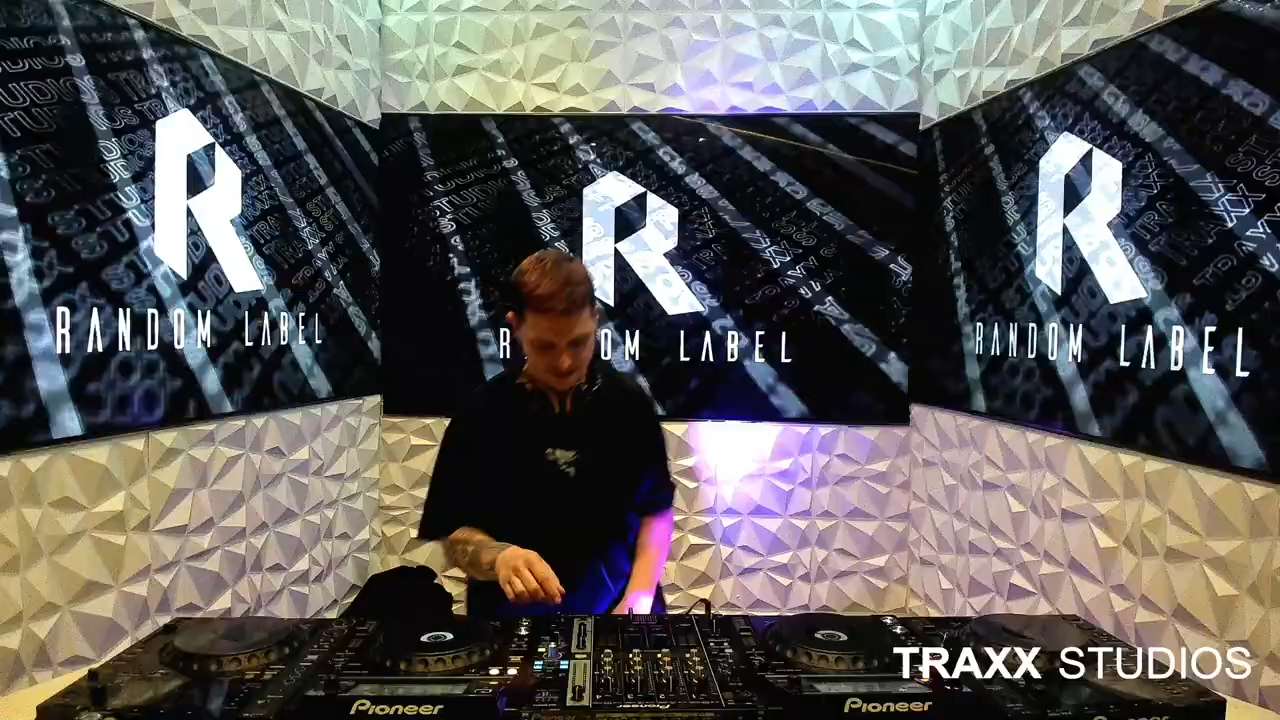 R
RANDOM LABEL
R
R OM LABEL
R
RANDOM LABEL
TRAXX STUDIOS
Pioneer
Pioneer